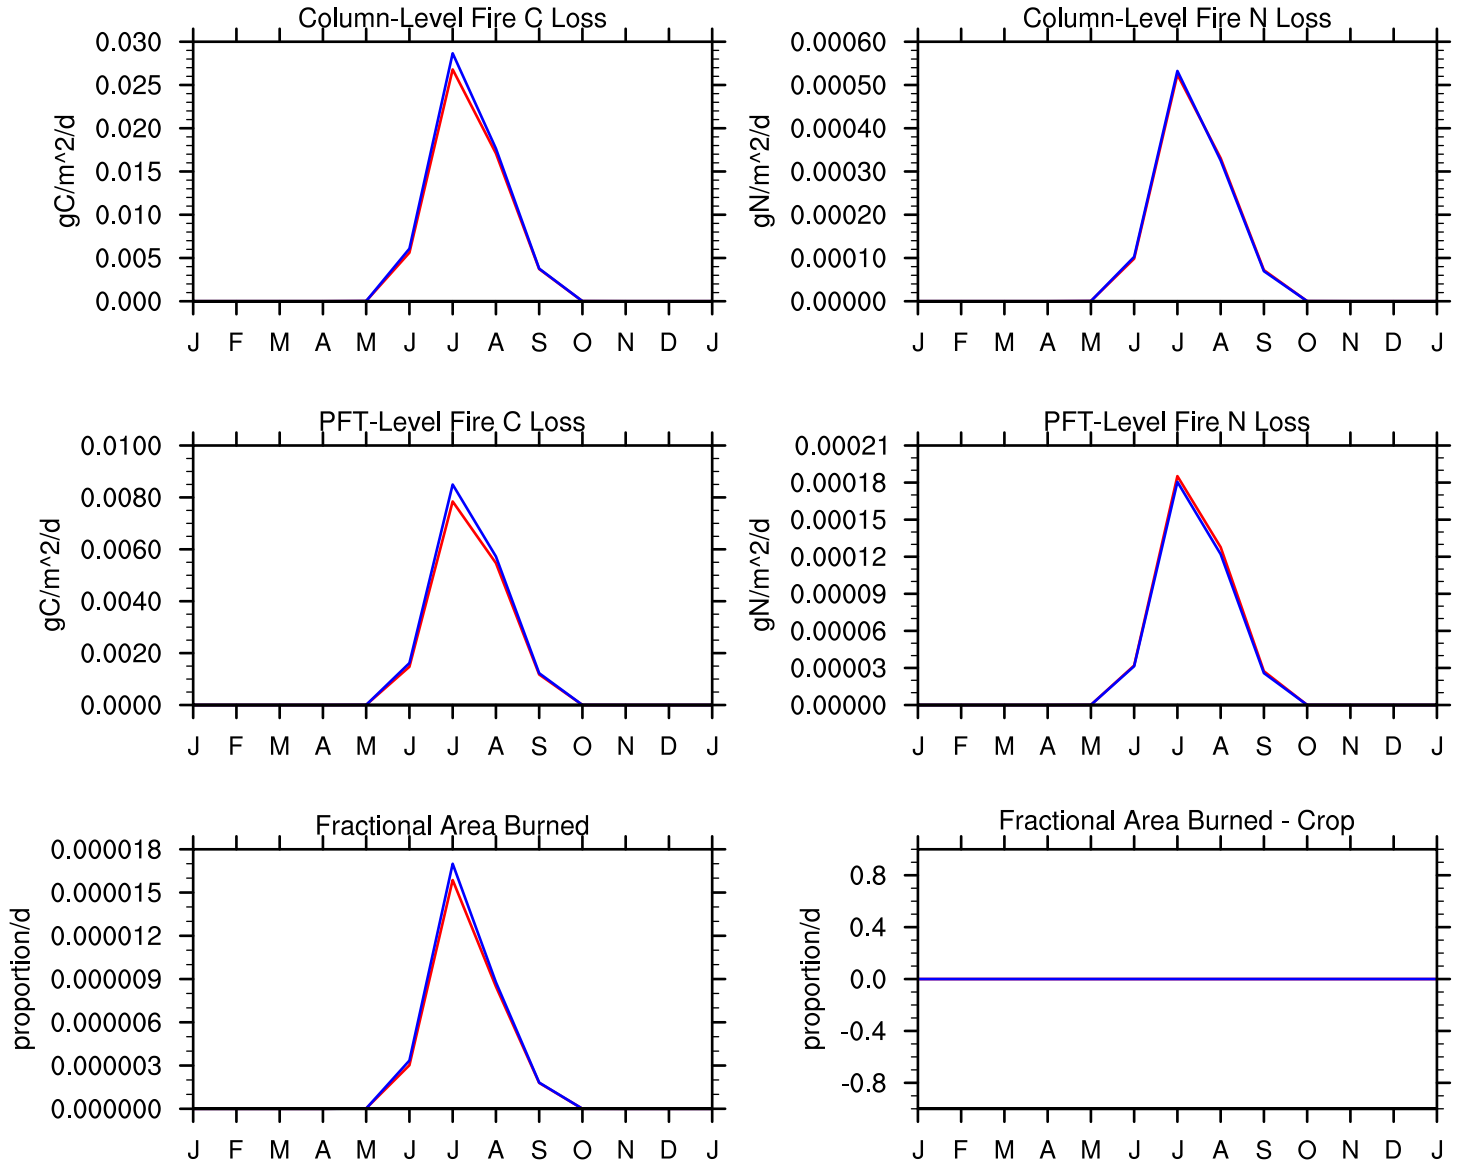 Column-Level Fire C Loss
gC/m^2/d
0.030
0.025
0.020
0.015
0.010
0.005
0.000
J F M A M J J A S O N D J
Column-Level Fire N Loss
gN/m^2/d
0.00060
0.00050
0.00040
0.00030
0.00020
0.00010
0.00000
J F M A M J J A S O N D J
PFT-Level Fire C Loss
gC/m^2/d
0.0100
0.0080
0.0060
0.0040
0.0020
0.0000
J F M A M J J A S O N D J
PFT-Level Fire N Loss
gN/m^2/d
0.00021
0.00018
0.00015
0.00012
0.00009
0.00006
0.00003
0.00000
J F M A M J J A S O N D J
Fractional Area Burned
proportion/d
0.000018
0.000015
0.000012
0.000009
0.000006
0.000003
0.000000
J F M A M J J A S O N D J
Fractional Area Burned - Crop
proportion/d
0.8
0.4
0.0
-0.4
-0.8
J F M A M J J A S O N D J